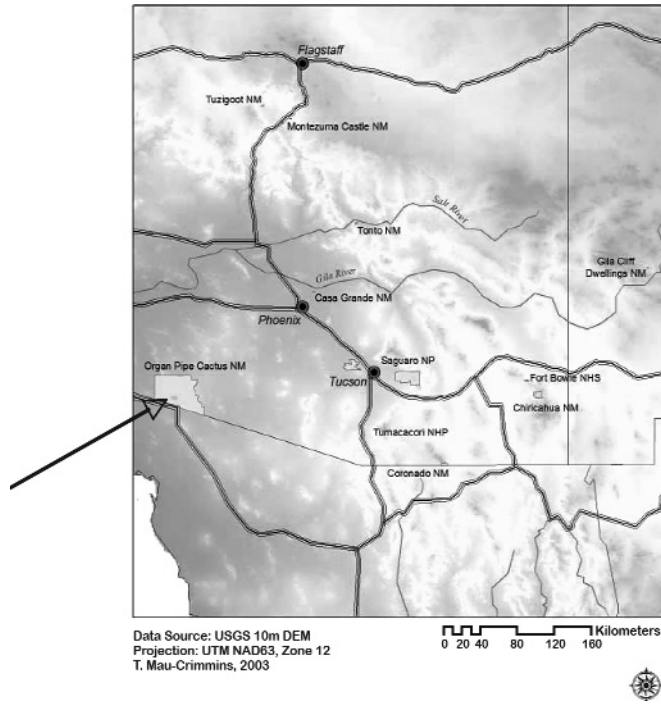 Flagstaff
Tuzigoot NM
Montezuma Castle NM
Salt River
Tonto NM
Gila Cliff
Dwellings NM
Gila River
Casa Grande NM
Phoenix
Organ Pipe Cactus NM
Saguaro NP
Tucson
Fort Bowie NHS
Chiricahua NM
Tumacacori NHP
Coronado NM
Data Source: USGS 10m DEM
Projection: UTM NAD63, Zone 12
T. Mau-Crimmins, 2003
Kilometers
0 20 40 80 120 160